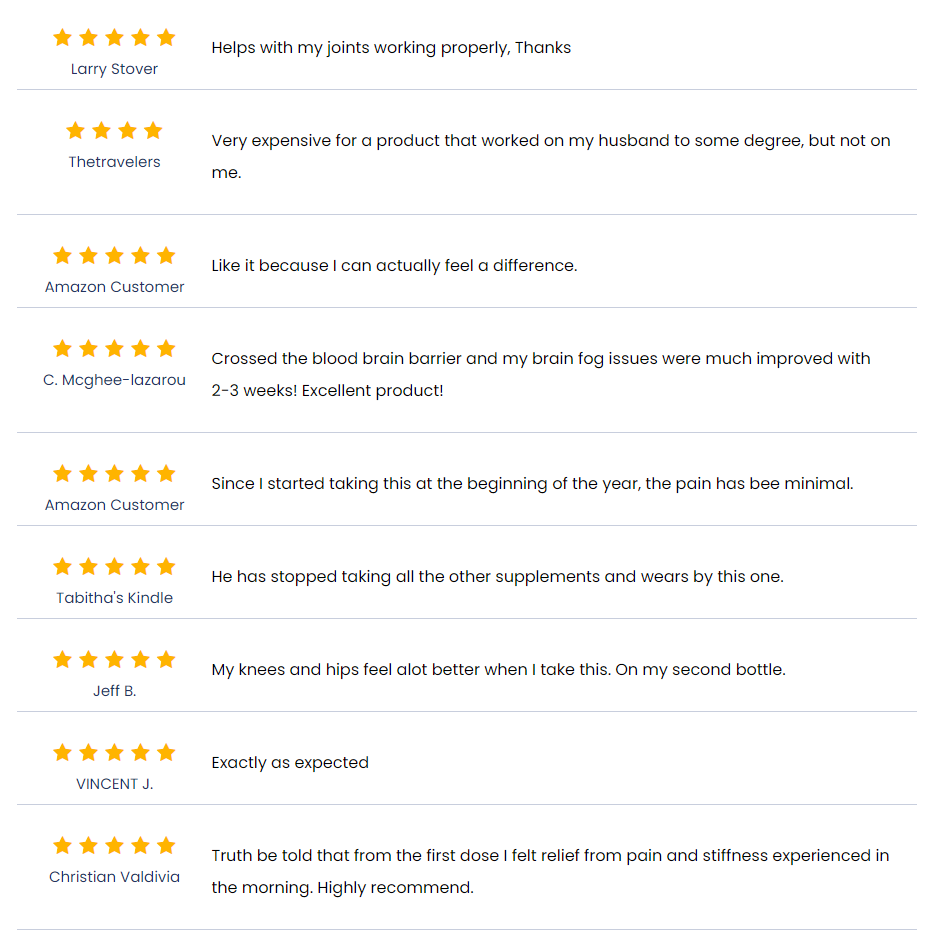 Helps with my joints working properly, Thanks
Larry Stover
Very expensive for a product that worked on my husband to some degree, but not on
Thetravelers
me.
Like it because I can actually feel a difference.
Amazon Customer
Crossed the blood brain barrier and my brain fog issues were much improved with
C. Mcghee-lazarou
2-3 weeks! Excellent product!
Since I started taking this at the beginning of the year, the pain has bee minimal.
Amazon Customer
He has stopped taking all the other supplements and wears by this one.
Tabitha's Kindle
My knees and hips feel alot better when I take this. On my second bottle.
Jeff B.
Exactly as expected
VINCENT J.
Truth be told that from the first dose I felt relief from pain and stiffness experienced in
Christian Valdivia
the morning. Highly recommend.